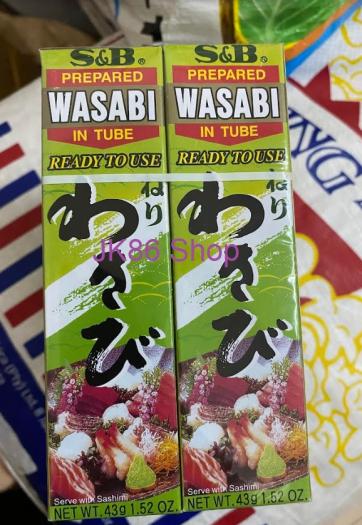 S&B®
PREPARED
WASABI
IN TUBE
READY TO USE
ねり
わさび
Serve with Sashimi
NET WT. 43g 1.52 OZ.
S&B®
PREPARED
WASABI
IN TUBE
READY TO USE
ねり
わさび
Serve with Sashimi
NET WT. 43g 1.52 OZ.
JK86 Shop